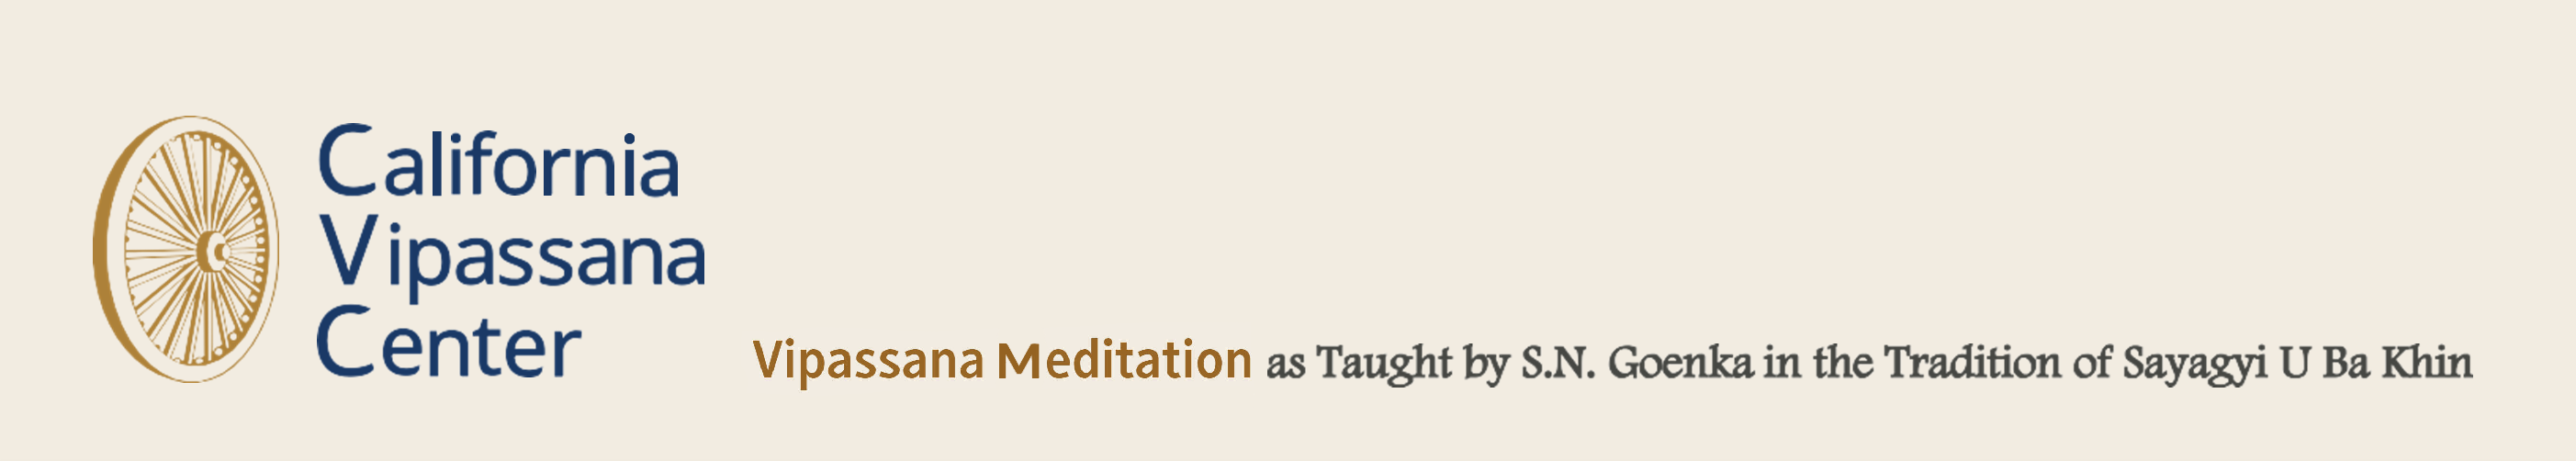 California
Vipassana
Center
Vipassana Meditation as Taught by S.N. Goenka in the Tradition of Sayagyi U Ba Khin